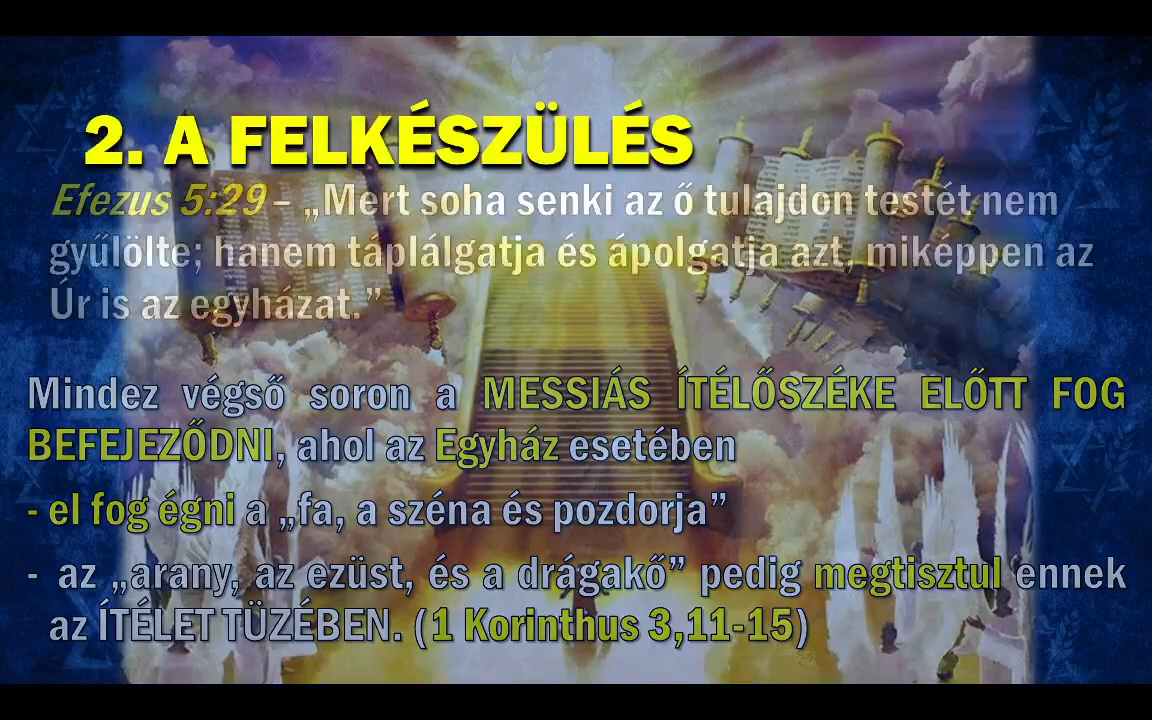 2. A FELKÉSZÜLÉS
Efezus 5:29 – „Mert soha senki az ő tulajdon testét nem
gyűlölte; hanem táplálgatja és ápolgatja azt, miképpen az
Úr is az egyházat.”
Mindez végső soron a MESSIÁS ÍTÉLŐSZÉKE ELŐTT FOG
BEFEJEZŐDNI, ahol az Egyház esetében
- el fog égni a „fa, a széna és pozdorja”
- az „arany, az ezüst, és a drágakő” pedig megtisztul ennek
az ÍTÉLET TÜZÉBEN. (1 Korinthus 3,11-15)